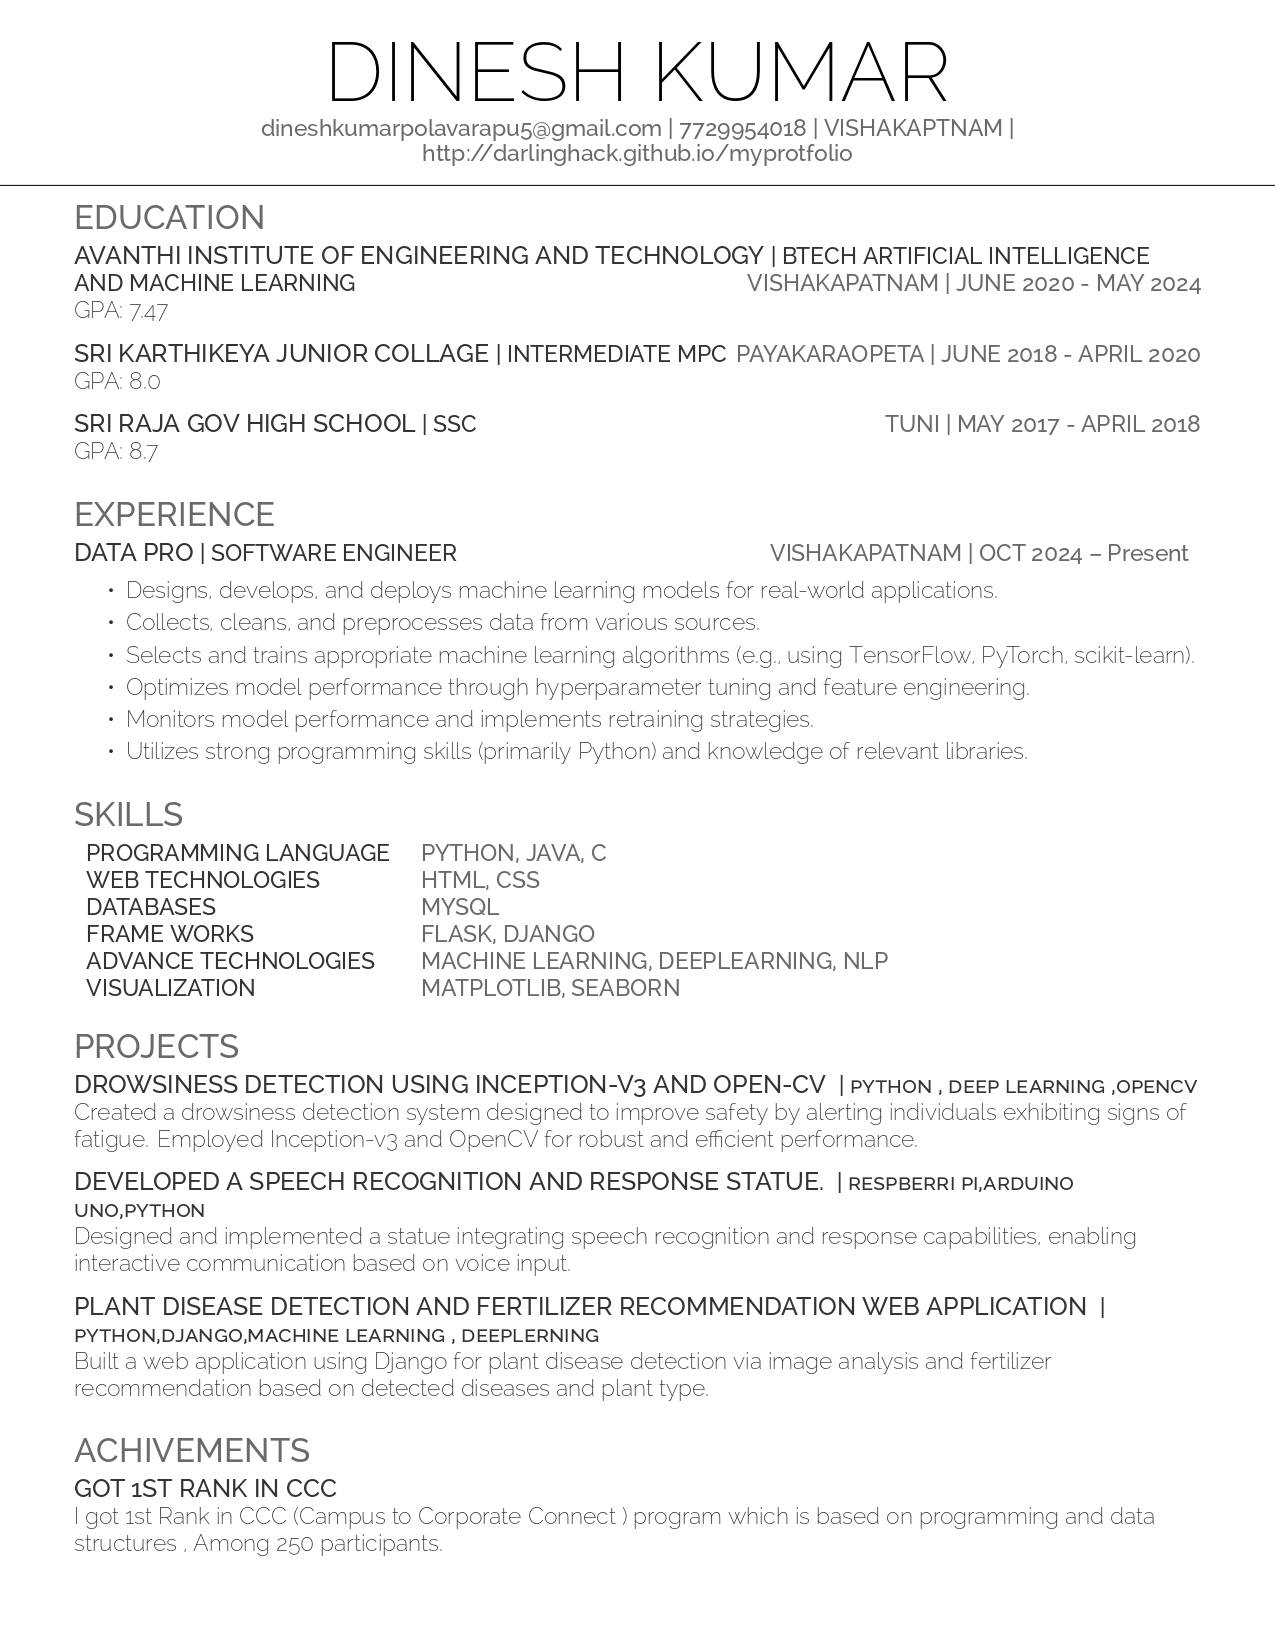 DINESH KUMAR
dineshkumarpolavarapu5@gmail.com | 7729954018 | VISHAKAPTNAM |
http://darlinghack.github.io/myprotfolio
EDUCATION
AVANTHI INSTITUTE OF ENGINEERING AND TECHNOLOGY | BTECH ARTIFICIAL INTELLIGENCE
AND MACHINE LEARNING VISHAKAPATNAM | JUNE 2020 - MAY 2024
GPA: 7.47
SRI KARTHIKEYA JUNIOR COLLAGE | INTERMEDIATE MPC PAYAKARAOPETA | JUNE 2018 - APRIL 2020
GPA: 8.0
SRI RAJA GOV HIGH SCHOOL | SSC TUNI | MAY 2017 - APRIL 2018
GPA: 8.7
EXPERIENCE
DATA PRO | SOFTWARE ENGINEER VISHAKAPATNAM | OCT 2024 – Present
• Designs, develops, and deploys machine learning models for real-world applications.
• Collects, cleans, and preprocesses data from various sources.
• Selects and trains appropriate machine learning algorithms (e.g., using TensorFlow, PyTorch, scikit-learn).
• Optimizes model performance through hyperparameter tuning and feature engineering.
• Monitors model performance and implements retraining strategies.
• Utilizes strong programming skills (primarily Python) and knowledge of relevant libraries.
SKILLS
PROGRAMMING LANGUAGE PYTHON, JAVA, C
WEB TECHNOLOGIES HTML, CSS
DATABASES MYSQL
FRAME WORKS FLASK, DJANGO
ADVANCE TECHNOLOGIES MACHINE LEARNING, DEEPLEARNING, NLP
VISUALIZATION MATPLOTLIB, SEABORN
PROJECTS
DROWSINESS DETECTION USING INCEPTION-V3 AND OPEN-CV | PYTHON , DEEP LEARNING ,OPENCV
Created a drowsiness detection system designed to improve safety by alerting individuals exhibiting signs of
fatigue. Employed Inception-v3 and OpenCV for robust and efficient performance.
DEVELOPED A SPEECH RECOGNITION AND RESPONSE STATUE. | RESPBERRI PI,ARDUINO
UNO,PYTHON
Designed and implemented a statue integrating speech recognition and response capabilities, enabling
interactive communication based on voice input.
PLANT DISEASE DETECTION AND FERTILIZER RECOMMENDATION WEB APPLICATION |
PYTHON,DJANGO,MACHINE LEARNING , DEEPLERNING
Built a web application using Django for plant disease detection via image analysis and fertilizer
recommendation based on detected diseases and plant type.
ACHIVEMENTS
GOT 1ST RANK IN CCC
I got 1st Rank in CCC (Campus to Corporate Connect ) program which is based on programming and data
structures , Among 250 participants.